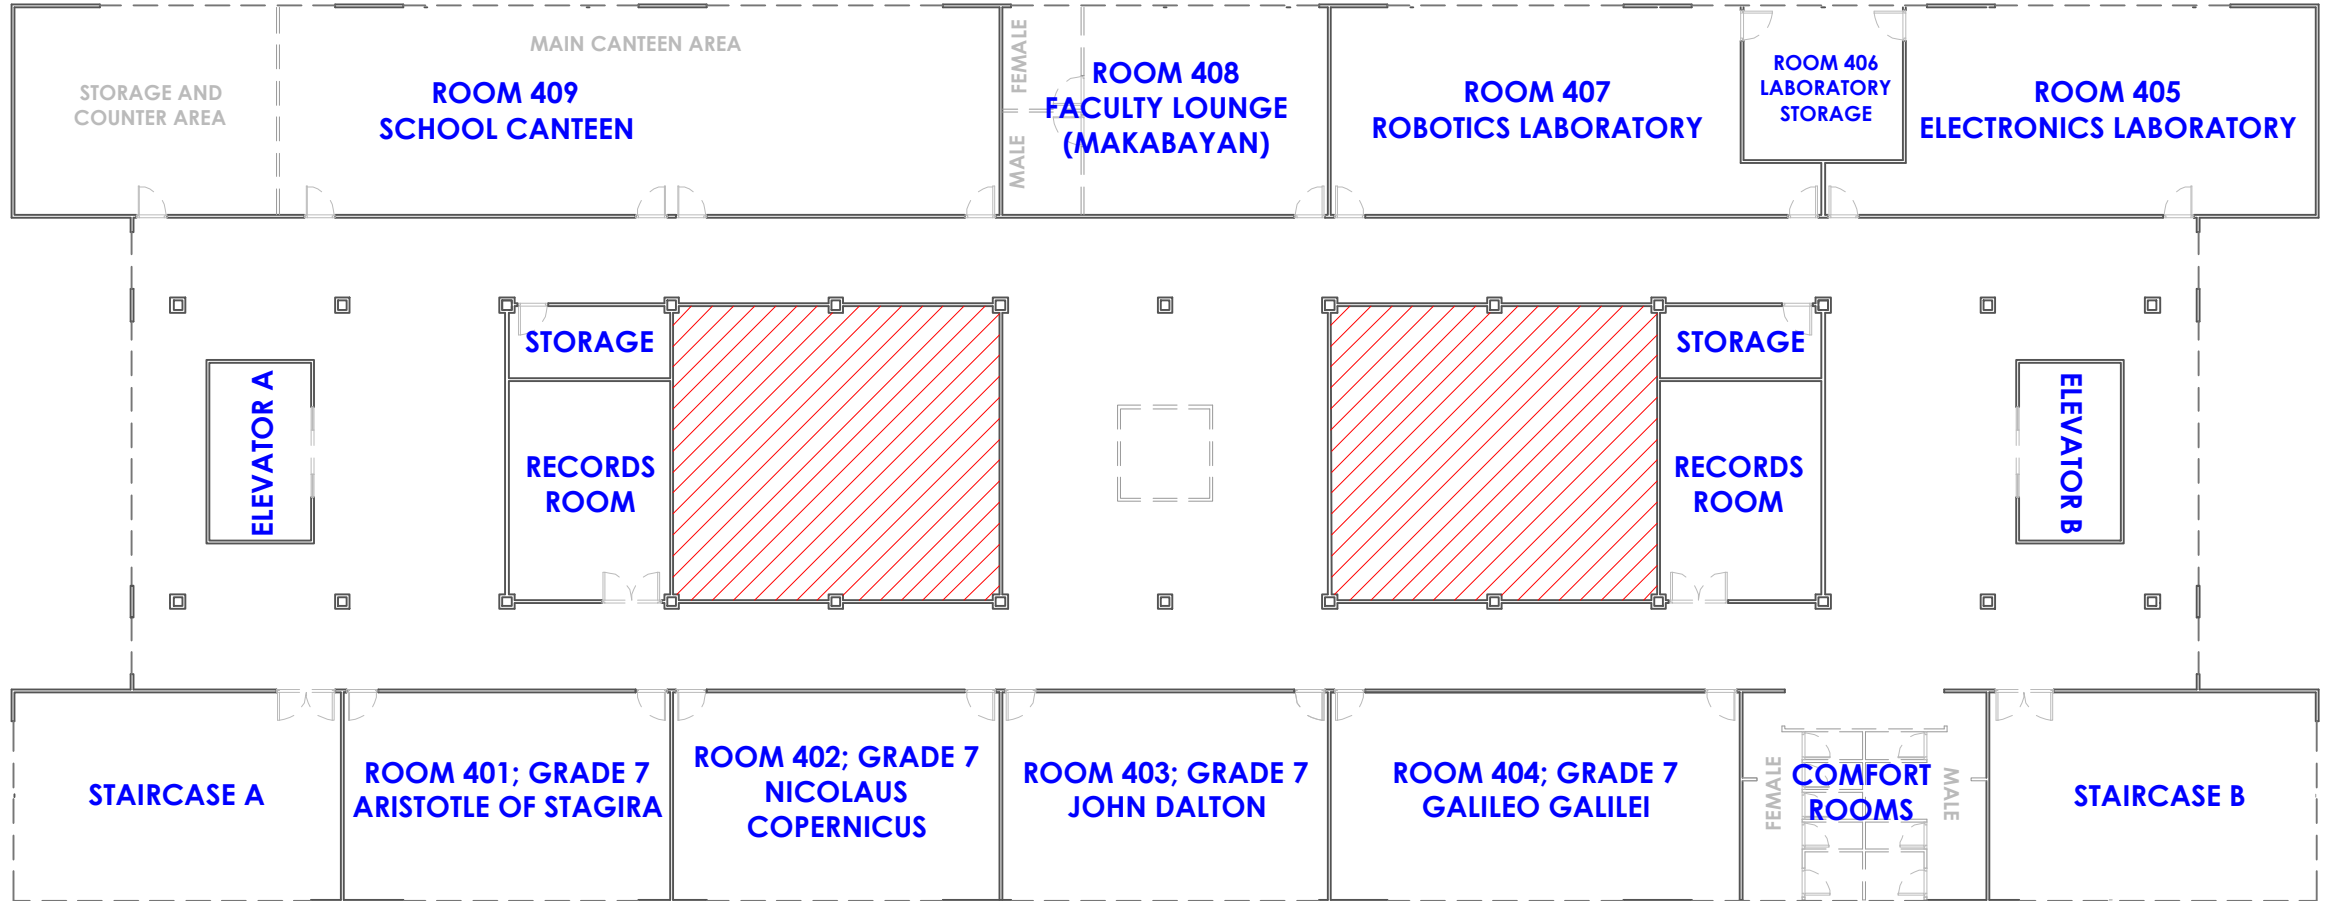 STORAGE AND
COUNTER AREA
MAIN CANTEEN AREA
ROOM 409
SCHOOL CANTEEN
FEMALE
MALE
ROOM 408
FACULTY LOUNGE
(MAKABAYAN)
ROOM 407
ROBOTICS LABORATORY
ROOM 406
LABORATORY
STORAGE
ROOM 405
ELECTRONICS LABORATORY
ELEVATOR A
STORAGE
RECORDS
ROOM
STORAGE
RECORDS
ROOM
ELEVATOR B
STAIRCASE A
ROOM 401; GRADE 7
ARISTOTLE OF STAGIRA
ROOM 402; GRADE 7
NICOLAUS
COPERNICUS
ROOM 403; GRADE 7
JOHN DALTON
ROOM 404; GRADE 7
GALILEO GALILEI
FEMALE
COMFORT
ROOMS
MALE
STAIRCASE B